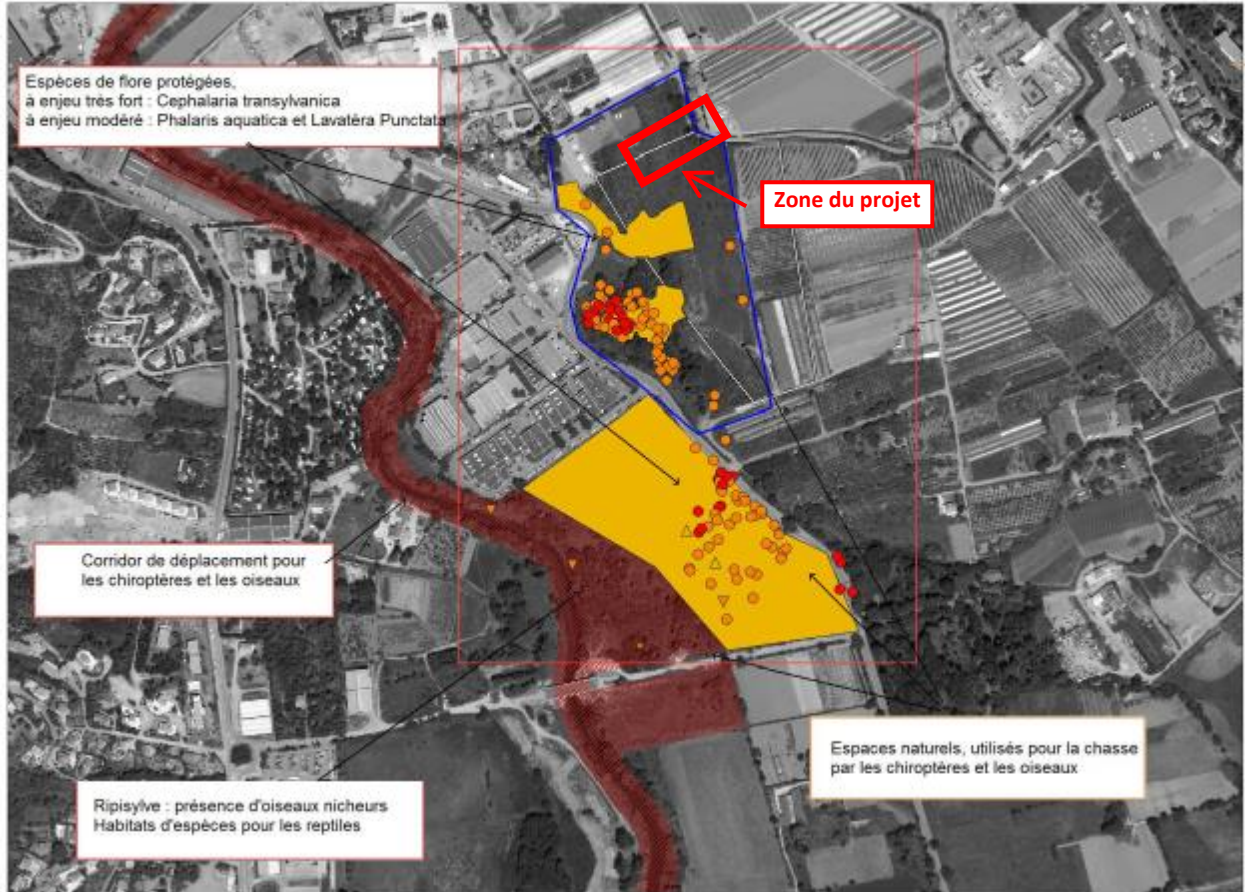 Espèces de flore protégées,
à enjeu très fort : Cephalaria transylvanica
à enjeu modéré : Phalaris aquatica et Lavatèra Punctata
Zone du projet
Corridor de déplacement pour
les chiroptères et les oiseaux
Espaces naturels, utilisés pour la chasse
par les chiroptères et les oiseaux
Ripisylve : présence d'oiseaux nicheurs
Habitats d'espèces pour les reptiles